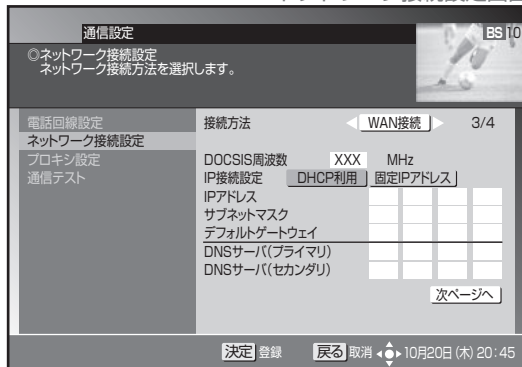 通信設定
BS 10
◎ネットワーク接続設定
ネットワーク接続方法を選択します。
電話回線設定
ネットワーク接続設定
プロキシ設定
通信テスト
接続方法 WAN接続 3/4
DOCSIS周波数 XXX MHz
IP接続設定 DHCP利用 固定IPアドレス
IPアドレス
サブネットマスク
デフォルトゲートウェイ
DNSサーバ(プライマリ)
DNSサーバ(セカンダリ)
次ページへ
決定 登録 戻る 取消 10月20日(木) 20:45